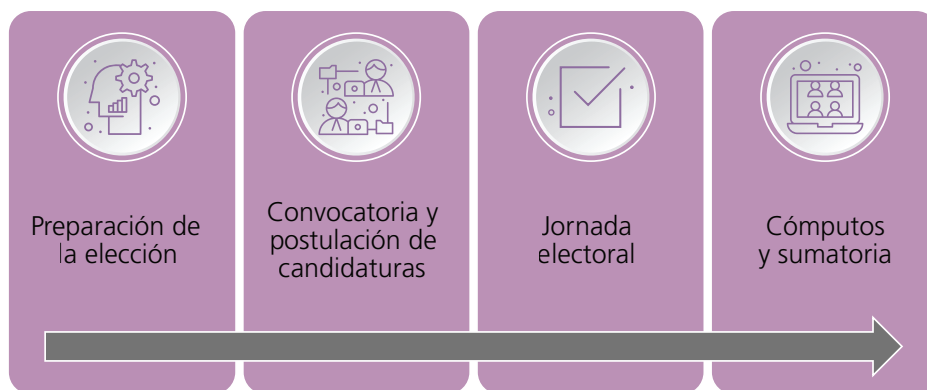 Preparación de
la elección
Convocatoria y
postulación de
candidaturas
Jornada
electoral
Cómputos
y sumatoria